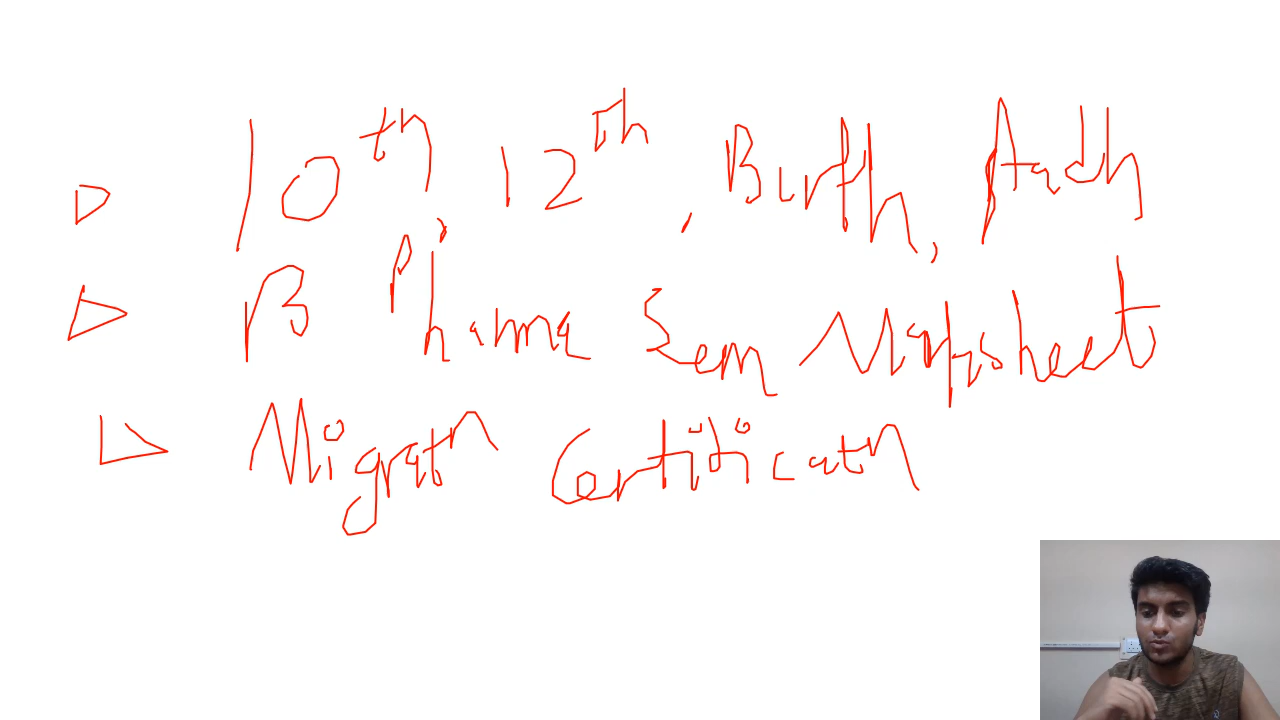 10th, 12th, Birth, Aadh
B Pharma Sem Marksheet
Migratn Certificatn